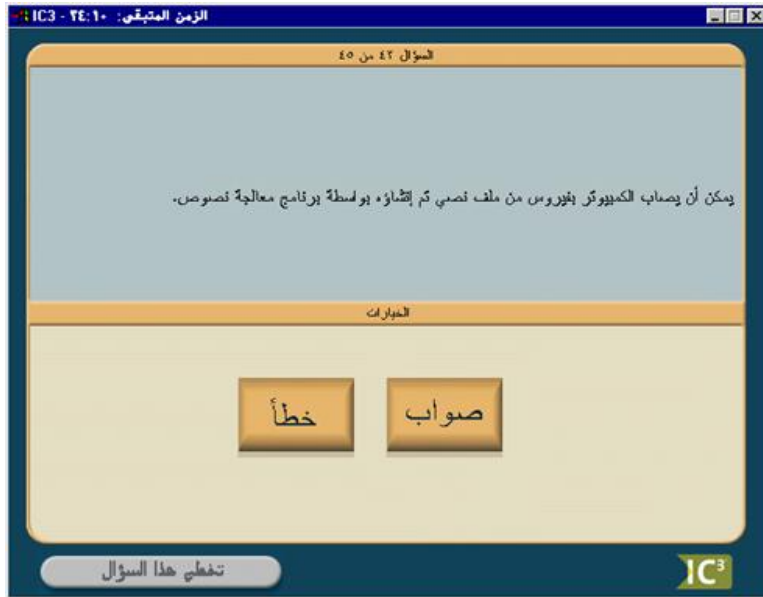 IC3 - ٢٤:١٠ الزمن المتبقي:
السؤال ٤٢ من ٤٥
يمكن أن يصاب الكمبيوتر بفيروس من ملف نصي تم إنشاؤه بواسطة برنامج معالجة نصوص.
الخيارات
صواب
خطأ
تخطي هذا السؤال
IC³